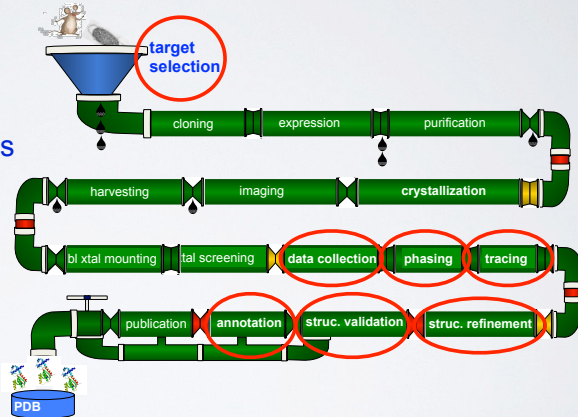 target
selection
cloning expression purification
s
harvesting imaging crystallization
bl xtal mounting tal screening data collection phasing tracing
publication annotation struc. validation struc. refinement
PDB